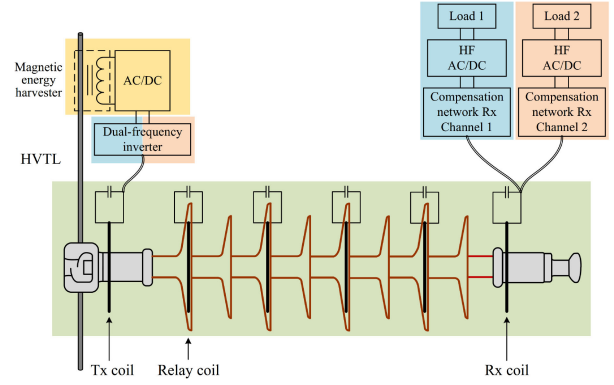 Magnetic
energy
harvester
AC/DC
Dual-frequency
inverter
HVTL
Load 1
HF
AC/DC
Compensation
network Rx
Channel 1
Load 2
HF
AC/DC
Compensation
network Rx
Channel 2
Tx coil
Relay coil
Rx coil